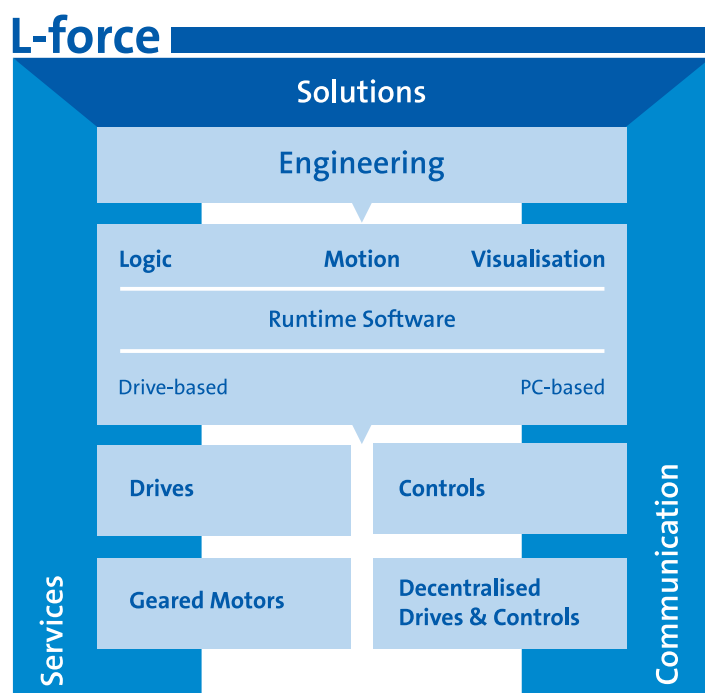 L-force
Solutions
Engineering
Logic Motion Visualisation
Runtime Software
Drive-based PC-based
Drives
Controls
Geared Motors
Decentralised
Drives & Controls
Services
Communication